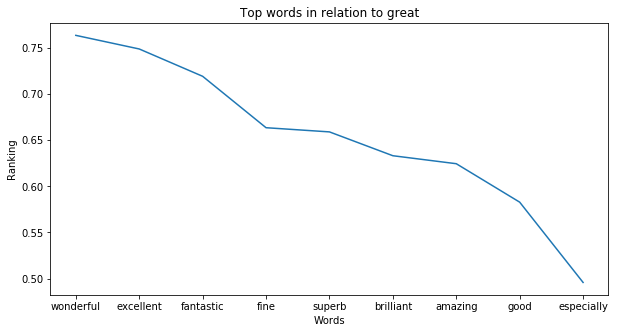 Top words in relation to great
0.75
0.70
0.65
0.60
0.55
0.50
Ranking
wonderful excellent fantastic fine superb brilliant amazing good especially
Words